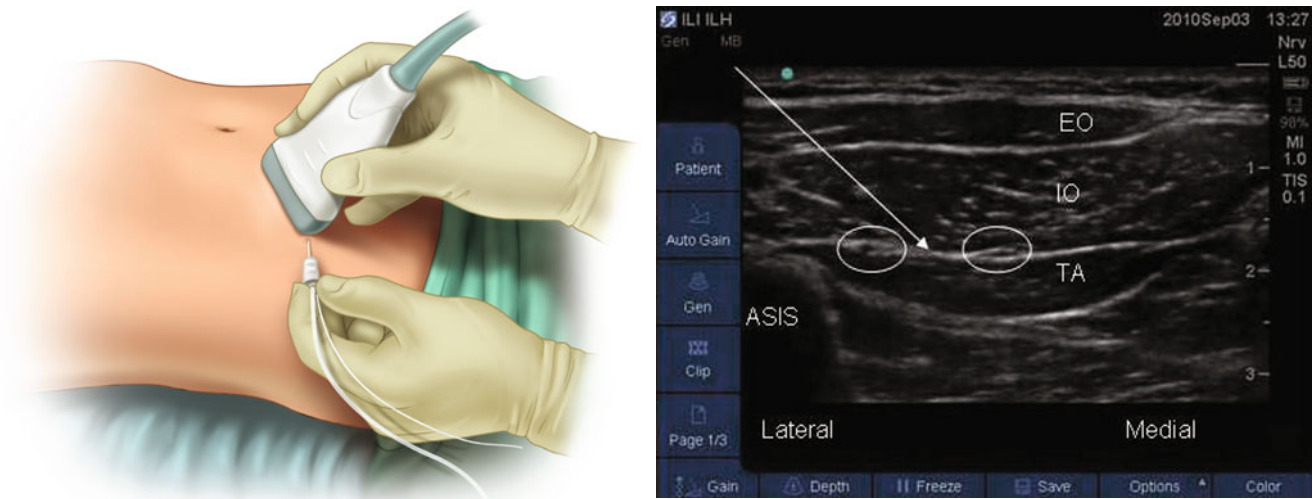 ILI ILH
2010Sep03 13:27
Gen MB
Nrv
L50
98%
MI
1.0
TIS
0.1
EO
1
IO
TA
2
ASIS
3
Lateral
Medial
Patient
Auto Gain
Gen
Clip
Page 1/3
Gain
Depth
Freeze
Save
Options
Color